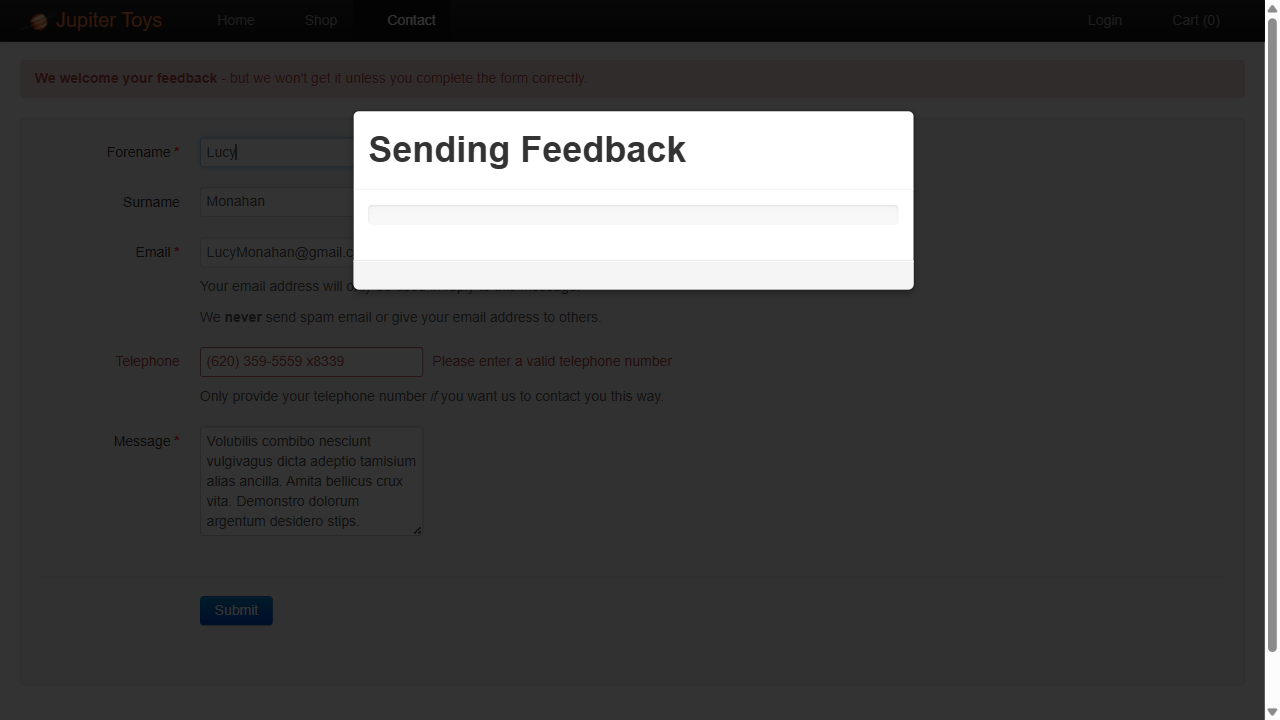 Jupiter Toys Home Shop Contact Login Cart (0)
We welcome your feedback - but we won't get it unless you complete the form correctly.
Sending Feedback
Forename * Lucy
Surname Monahan
Email * LucyMonahan@gmail.c
Your email address will
We never send spam email or give your email address to others.
Telephone (620) 359-5559 x8339 Please enter a valid telephone number
Only provide your telephone number if you want us to contact you this way.
Message * Volubilis combibo nesciunt
vulgivagus dicta adeptio tamisium
alias ancilla. Amita bellicus crux
vita. Demonstro dolorum
argentum desidero stips.
Submit